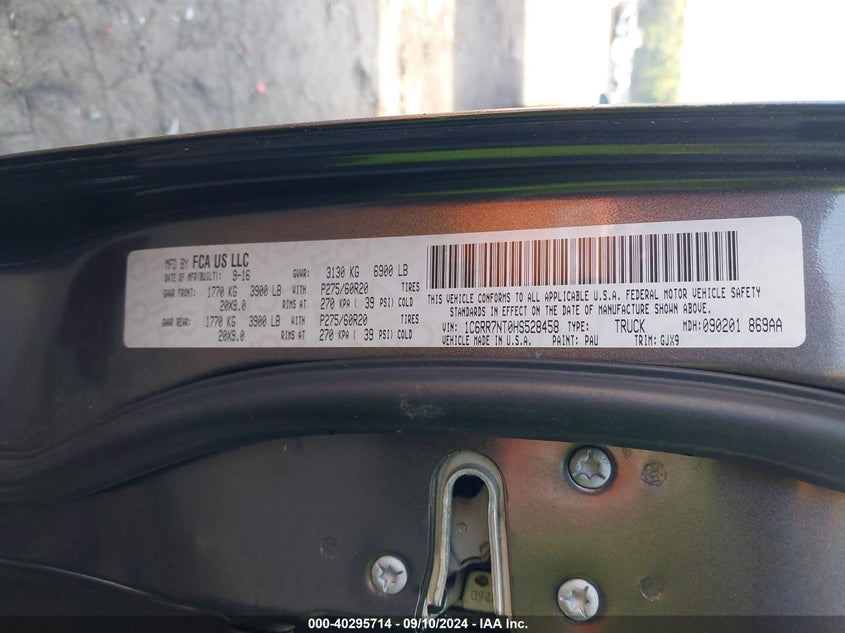 MFD BY FCA US LLC
DATE OF MFR(BUILT): 9-16 GVWR: 3130 KG 6900 LB
GAWR FRONT: 1770 KG 3900 LB WITH P275/60R20 TIRES
20X9.0 RIMS AT 270 KPA ( 39 PSI) COLD
GAWR REAR: 1770 KG 3900 LB WITH P275/60R20 TIRES
20X9.0 RIMS AT 270 KPA ( 39 PSI) COLD
THIS VEHICLE CONFORMS TO ALL APPLICABLE U.S.A. FEDERAL MOTOR VEHICLE SAFETY
STANDARDS IN EFFECT ON THE DATE OF MANUFACTURE SHOWN ABOVE.
VIN: 1C6RR7NT0HS528458 TYPE: TRUCK MDH:090201 869AA
VEHICLE MADE IN U.S.A. PAINT: PAU TRIM: GJX9
000-40295714 - 09/10/2024 - IAA Inc.